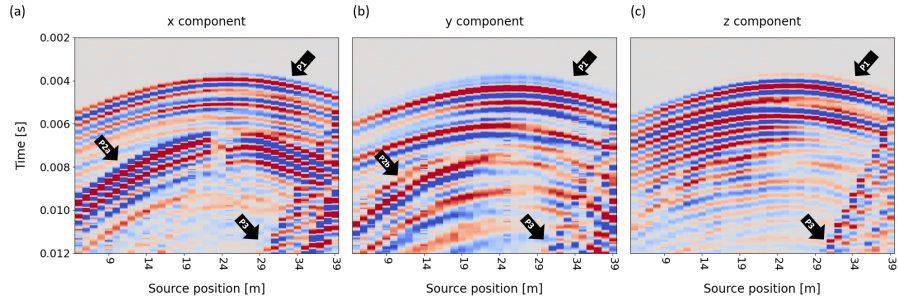 (a)
x component
(b)
y component
(c)
z component
Time [s]
0.002
0.004
0.006
0.008
0.010
0.012
P1
P2a
P3
P1
P2b
P3
P1
P3
9 14 19 24 29 34 39
9 14 19 24 29 34 39
9 14 19 24 29 34 39
Source position [m]
Source position [m]
Source position [m]